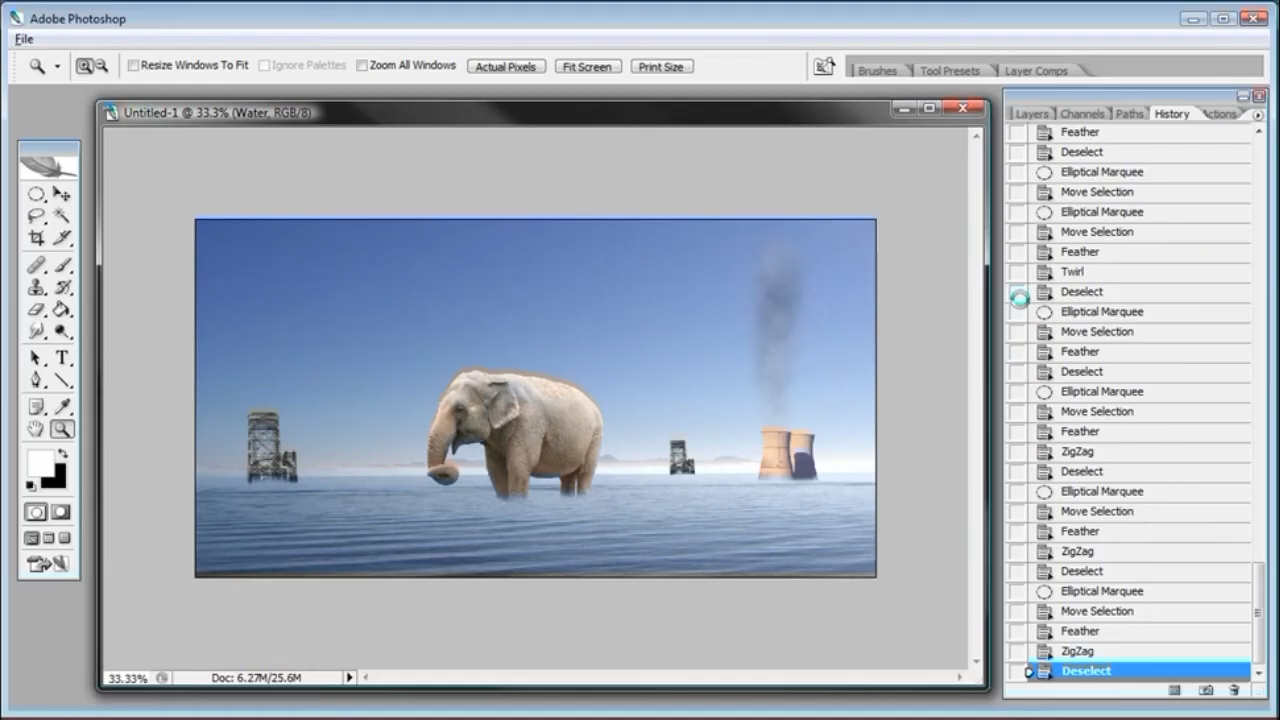 Adobe Photoshop
File
Resize Windows To Fit Ignore Palettes Zoom All Windows Actual Pixels Fit Screen Print Size Brushes Tool Presets Layer Comps
Untitled-1 @ 33.3% (Water, RGB/8)
Layers Channels Paths History Actions
Feather
Deselect
Elliptical Marquee
Move Selection
Elliptical Marquee
Move Selection
Feather
Twirl
Deselect
Elliptical Marquee
Move Selection
Feather
Deselect
Elliptical Marquee
Move Selection
Feather
ZigZag
Deselect
Elliptical Marquee
Move Selection
Feather
ZigZag
Deselect
Elliptical Marquee
Move Selection
Feather
ZigZag
Deselect
33.33% Doc: 6.27M/25.6M